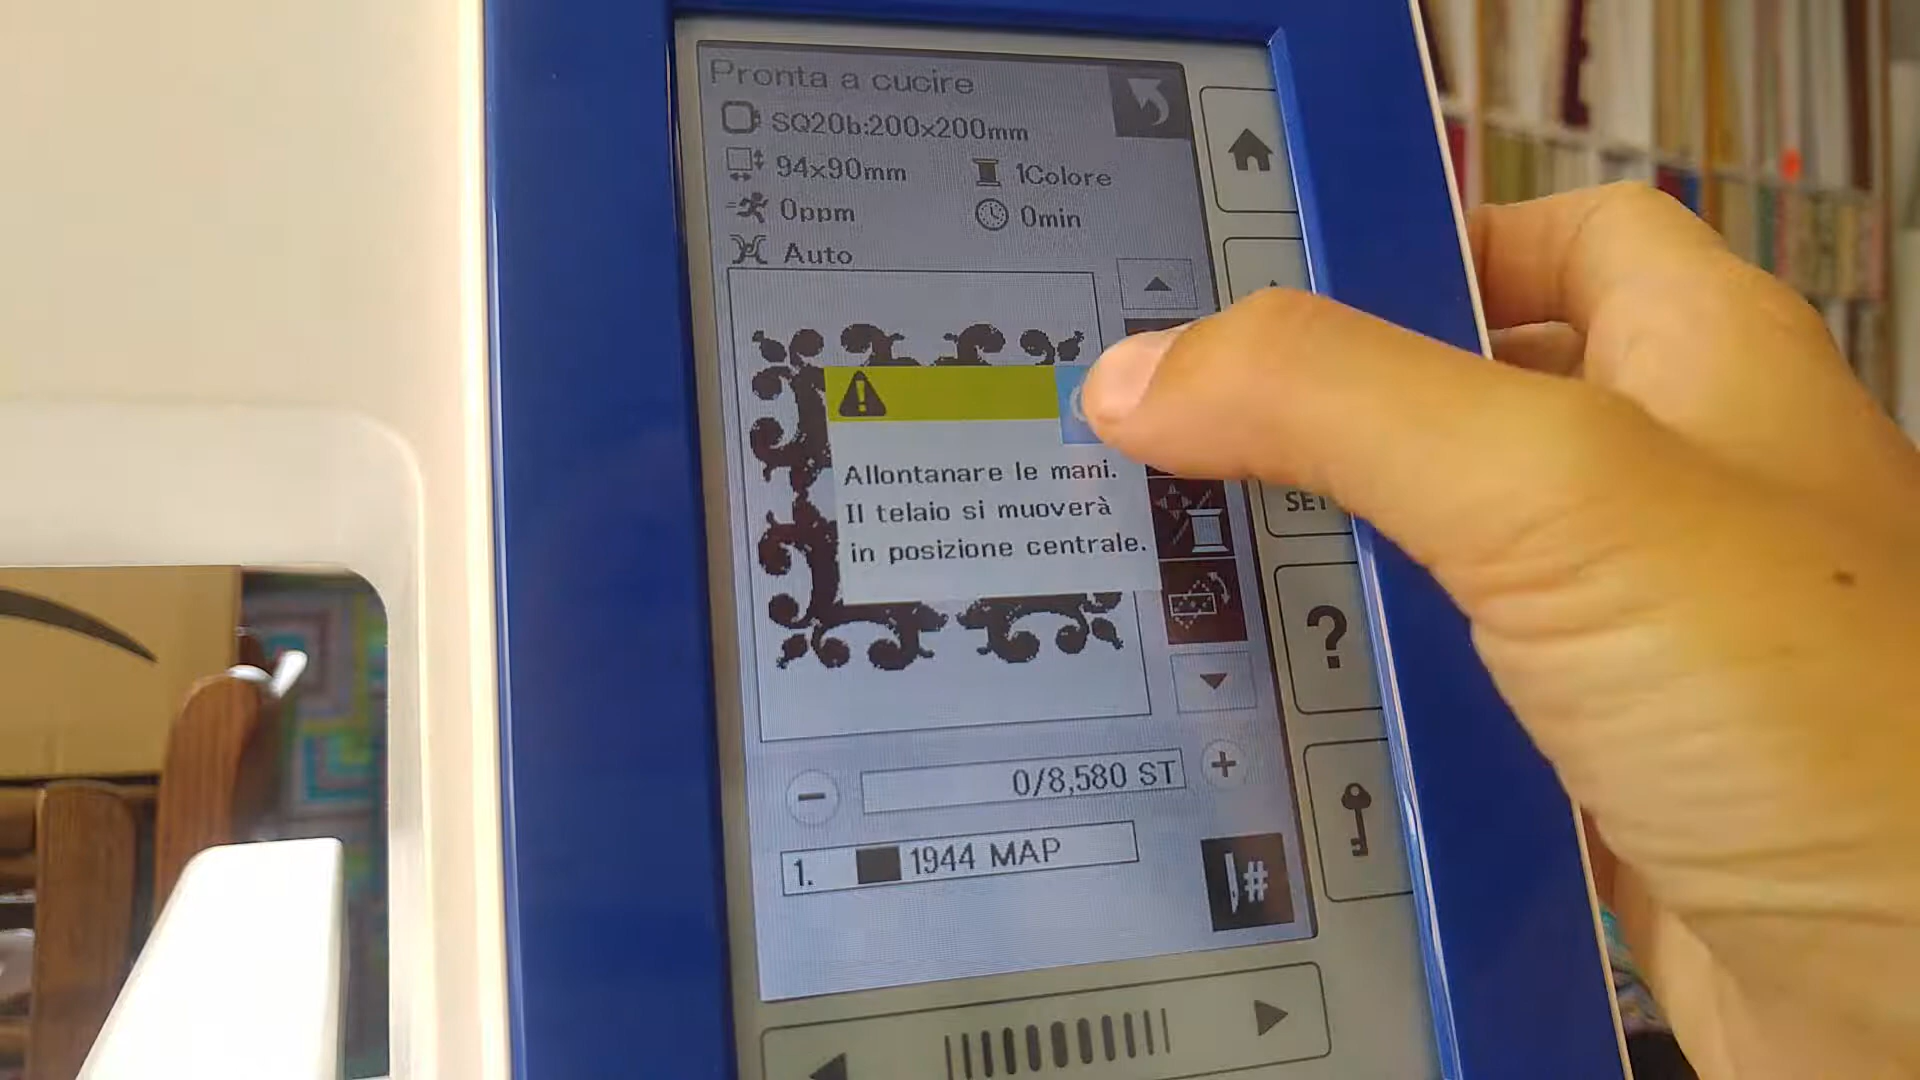 Pronta a cucire
SQ20b:200x200mm
94x90mm
1Colore
0ppm
0min
Auto
Allontanare le mani.
Il telaio si muoverà
in posizione centrale.
SET
?
0/8,580 ST
1. 1944 MAP
#